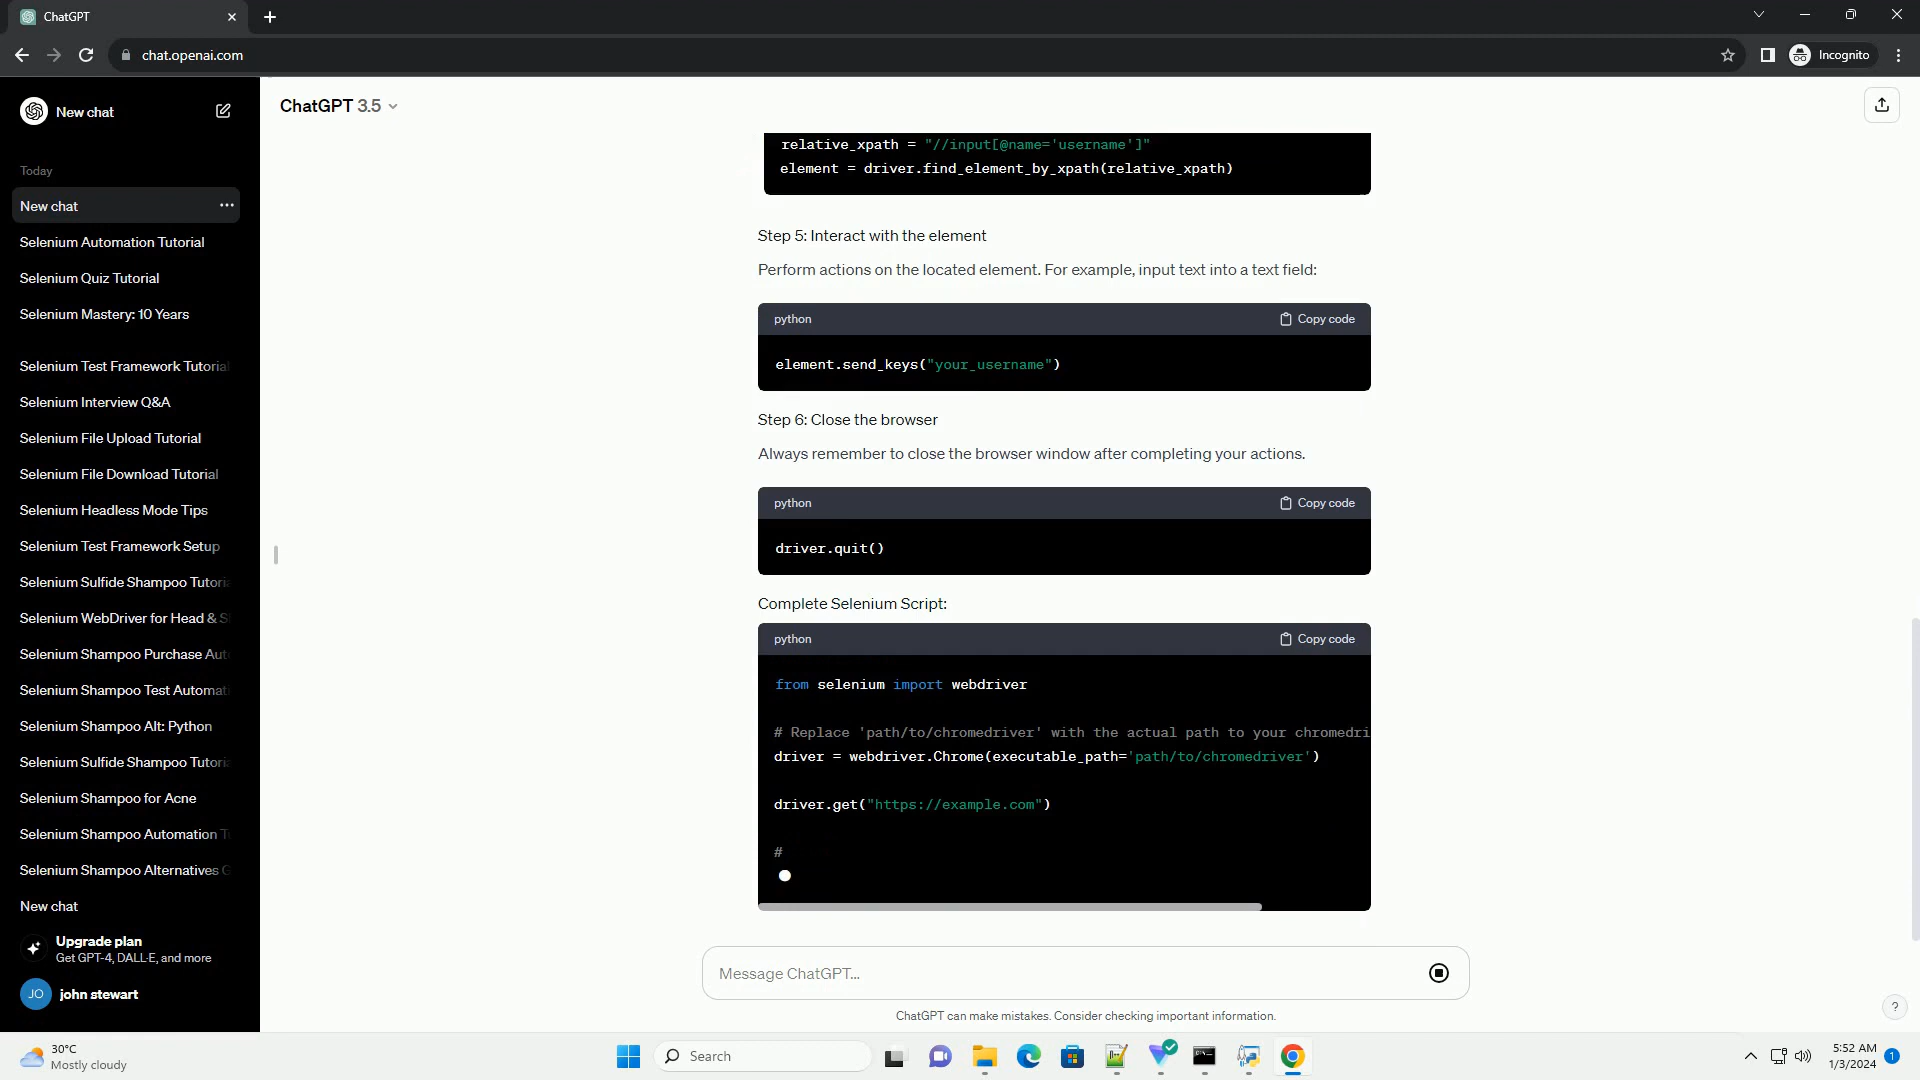 ChatGPT
chat.openai.com
Incognito
New chat
ChatGPT 3.5
Today
New chat
Selenium Automation Tutorial
Selenium Quiz Tutorial
Selenium Mastery: 10 Years
Selenium Test Framework Tutorial
Selenium Interview Q&A
Selenium File Upload Tutorial
Selenium File Download Tutorial
Selenium Headless Mode Tips
Selenium Test Framework Setup
Selenium Sulfide Shampoo Tutoria
Selenium WebDriver for Head & S
Selenium Shampoo Purchase Aut
Selenium Shampoo Test Automat
Selenium Shampoo Alt: Python
Selenium Sulfide Shampoo Tutoria
Selenium Shampoo for Acne
Selenium Shampoo Automation T
Selenium Shampoo Alternatives G
New chat
Upgrade plan
Get GPT-4, DALL·E, and more
JO
john stewart
relative_xpath = "//input[@name='username']"
element = driver.find_element_by_xpath(relative_xpath)
Step 5: Interact with the element
Perform actions on the located element. For example, input text into a text field:
python
Copy code
element.send_keys("your_username")
Step 6: Close the browser
Always remember to close the browser window after completing your actions.
python
Copy code
driver.quit()
Complete Selenium Script:
python
Copy code
from selenium import webdriver
# Replace 'path/to/chromedriver' with the actual path to your chromedri
driver = webdriver.Chrome(executable_path='path/to/chromedriver')
driver.get("https://example.com")
#
Message ChatGPT...
ChatGPT can make mistakes. Consider checking important information.
?
30°C
Mostly cloudy
Search
5:52 AM
1/3/2024
1